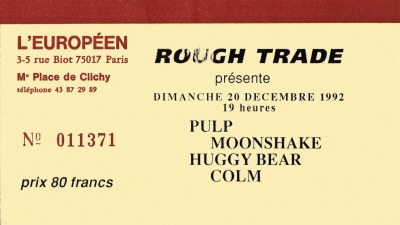 L'EUROPÉEN
3-5 rue Biot 75017 Paris
Mº Place de Clichy
téléphone 43 87 29 89
Nº 011371
prix 80 francs
ROUGH TRADE
présente
DIMANCHE 20 DECEMBRE 1992
19 heures
PULP
MOONSHAKE
HUGGY BEAR
COLM